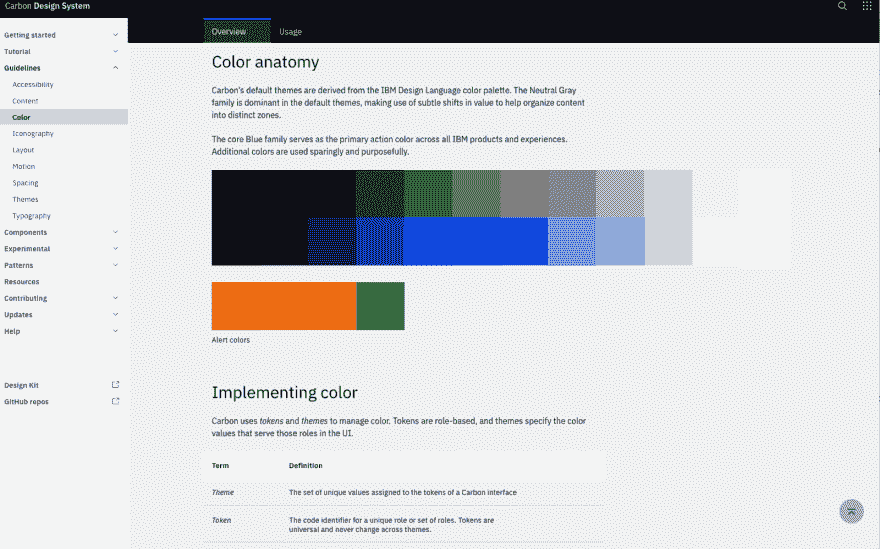 Carbon Design System
Overview
Usage
Getting started
Tutorial
Guidelines
Accessibility
Content
Color
Iconography
Layout
Motion
Spacing
Themes
Typography
Components
Experimental
Patterns
Resources
Contributing
Updates
Help
Design Kit
GitHub repos
Color anatomy
Carbon's default themes are derived from the IBM Design Language color palette. The Neutral Gray
family is dominant in the default themes, making use of subtle shifts in value to help organize content
into distinct zones.
The core Blue family serves as the primary action color across all IBM products and experiences.
Additional colors are used sparingly and purposefully.
Alert colors
Implementing color
Carbon uses tokens and themes to manage color. Tokens are role-based, and themes specify the color
values that serve those roles in the UI.
Term Definition
Theme The set of unique values assigned to the tokens of a Carbon interface
Token The code identifier for a unique role or set of roles. Tokens are
universal and never change across themes.